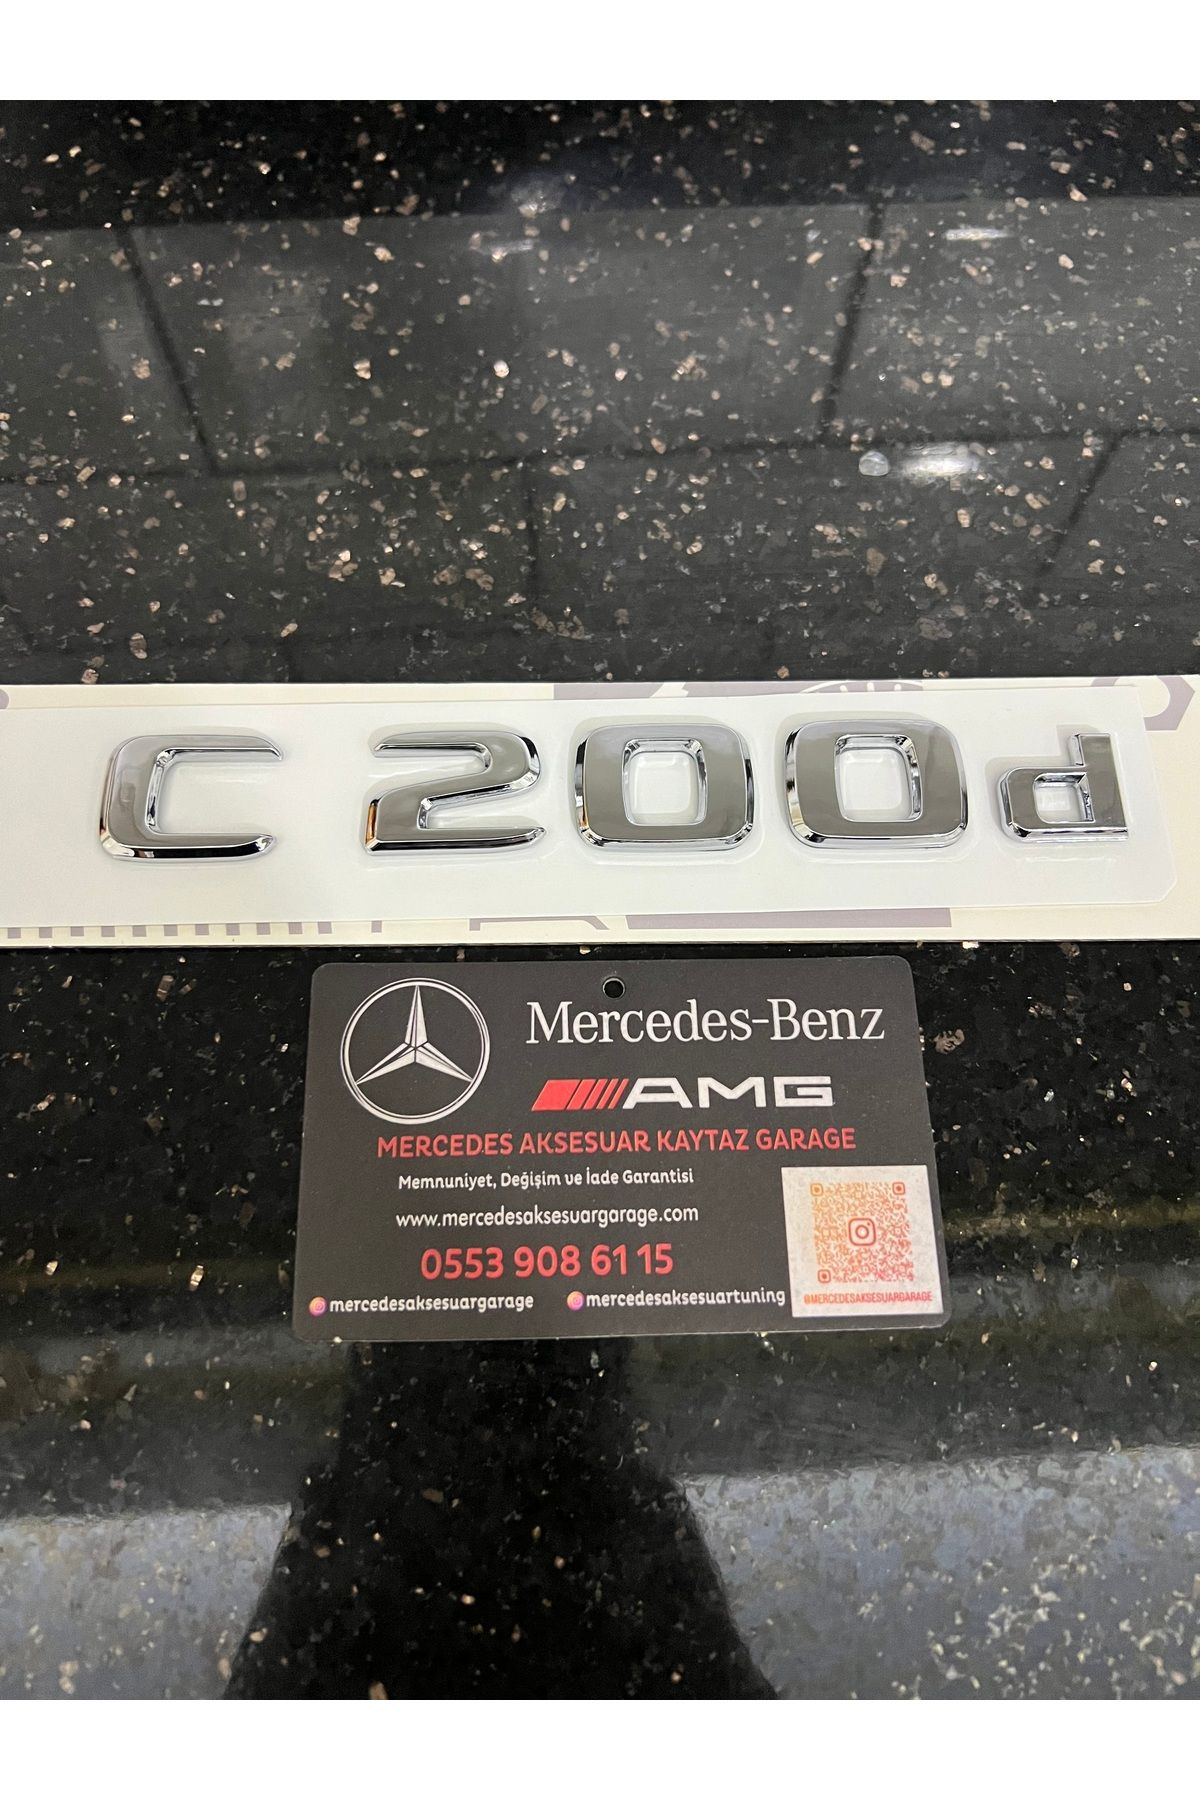 C 200 d
Mercedes-Benz
AMG
MERCEDES AKSESUAR KAYTAZ GARAGE
Memnuniyet, Değişim ve İade Garantisi
www.mercedesaksesuargarage.com
0553 908 61 15
mercedesaksesuargarage mercedesaksesuartuning
@MERCEDESAKSESUARGARAGE